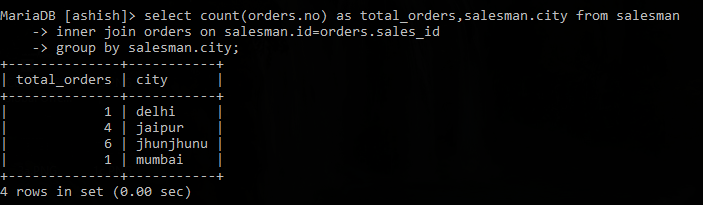 MariaDB [ashish]> select count(orders.no) as total_orders,salesman.city from salesman
    -> inner join orders on salesman.id=orders.sales_id
    -> group by salesman.city;
+--------------+-----------+
| total_orders | city      |
+--------------+-----------+
|            1 | delhi     |
|            4 | jaipur    |
|            6 | jhunjhunu |
|            1 | mumbai    |
+--------------+-----------+
4 rows in set (0.00 sec)